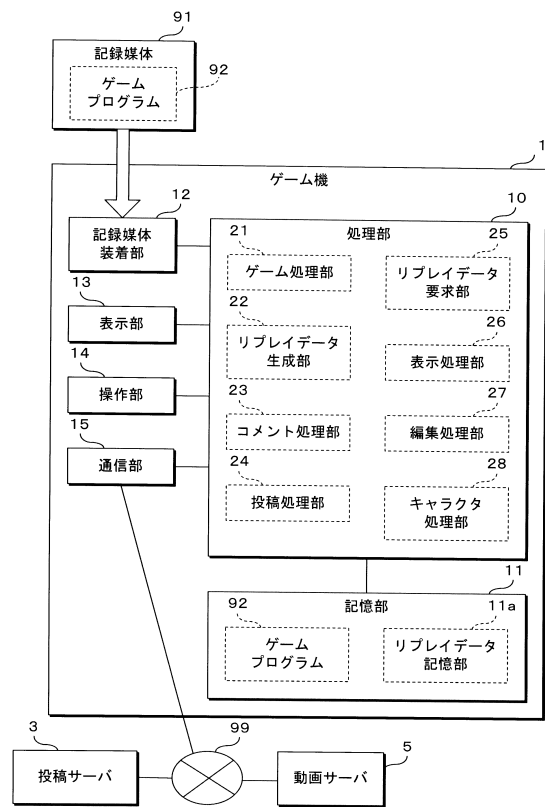 91
記録媒体
92
ゲーム
プログラム
1
ゲーム機
12
記録媒体
装着部
13
表示部
14
操作部
15
通信部
10
処理部
21
ゲーム処理部
22
リプレイデータ
生成部
23
コメント処理部
24
投稿処理部
25
リプレイデータ
要求部
26
表示処理部
27
編集処理部
28
キャラクタ
処理部
11
記憶部
92
ゲーム
プログラム
11a
リプレイデータ
記憶部
3
投稿サーバ
99
5
動画サーバ